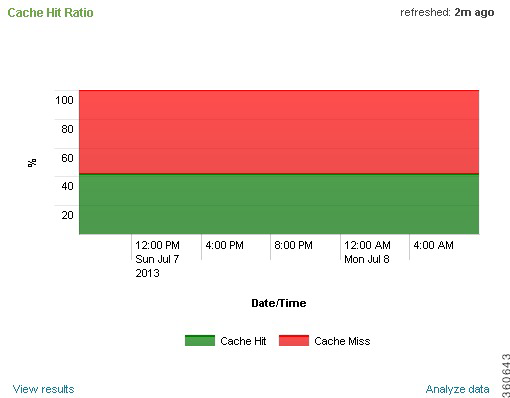 Cache Hit Ratio
refreshed: 2m ago
100
80
60
40
20
%
12:00 PM 4:00 PM 8:00 PM 12:00 AM 4:00 AM
Sun Jul 7 Mon Jul 8
2013
Date/Time
Cache Hit Cache Miss
View results
Analyze data
360643